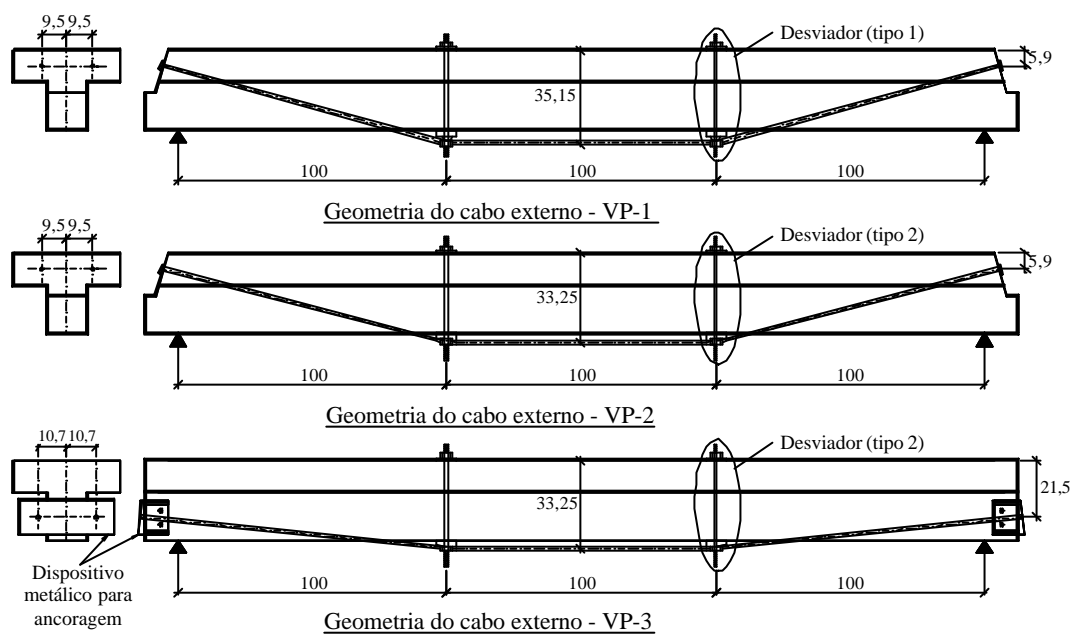 9,5 9,5
Desviador (tipo 1)
5,9
35,15
100 100 100
Geometria do cabo externo - VP-1
9,5 9,5
Desviador (tipo 2)
5,9
33,25
100 100 100
Geometria do cabo externo - VP-2
10,7 10,7
Desviador (tipo 2)
33,25
21,5
Dispositivo
metálico para
ancoragem
100 100 100
Geometria do cabo externo - VP-3